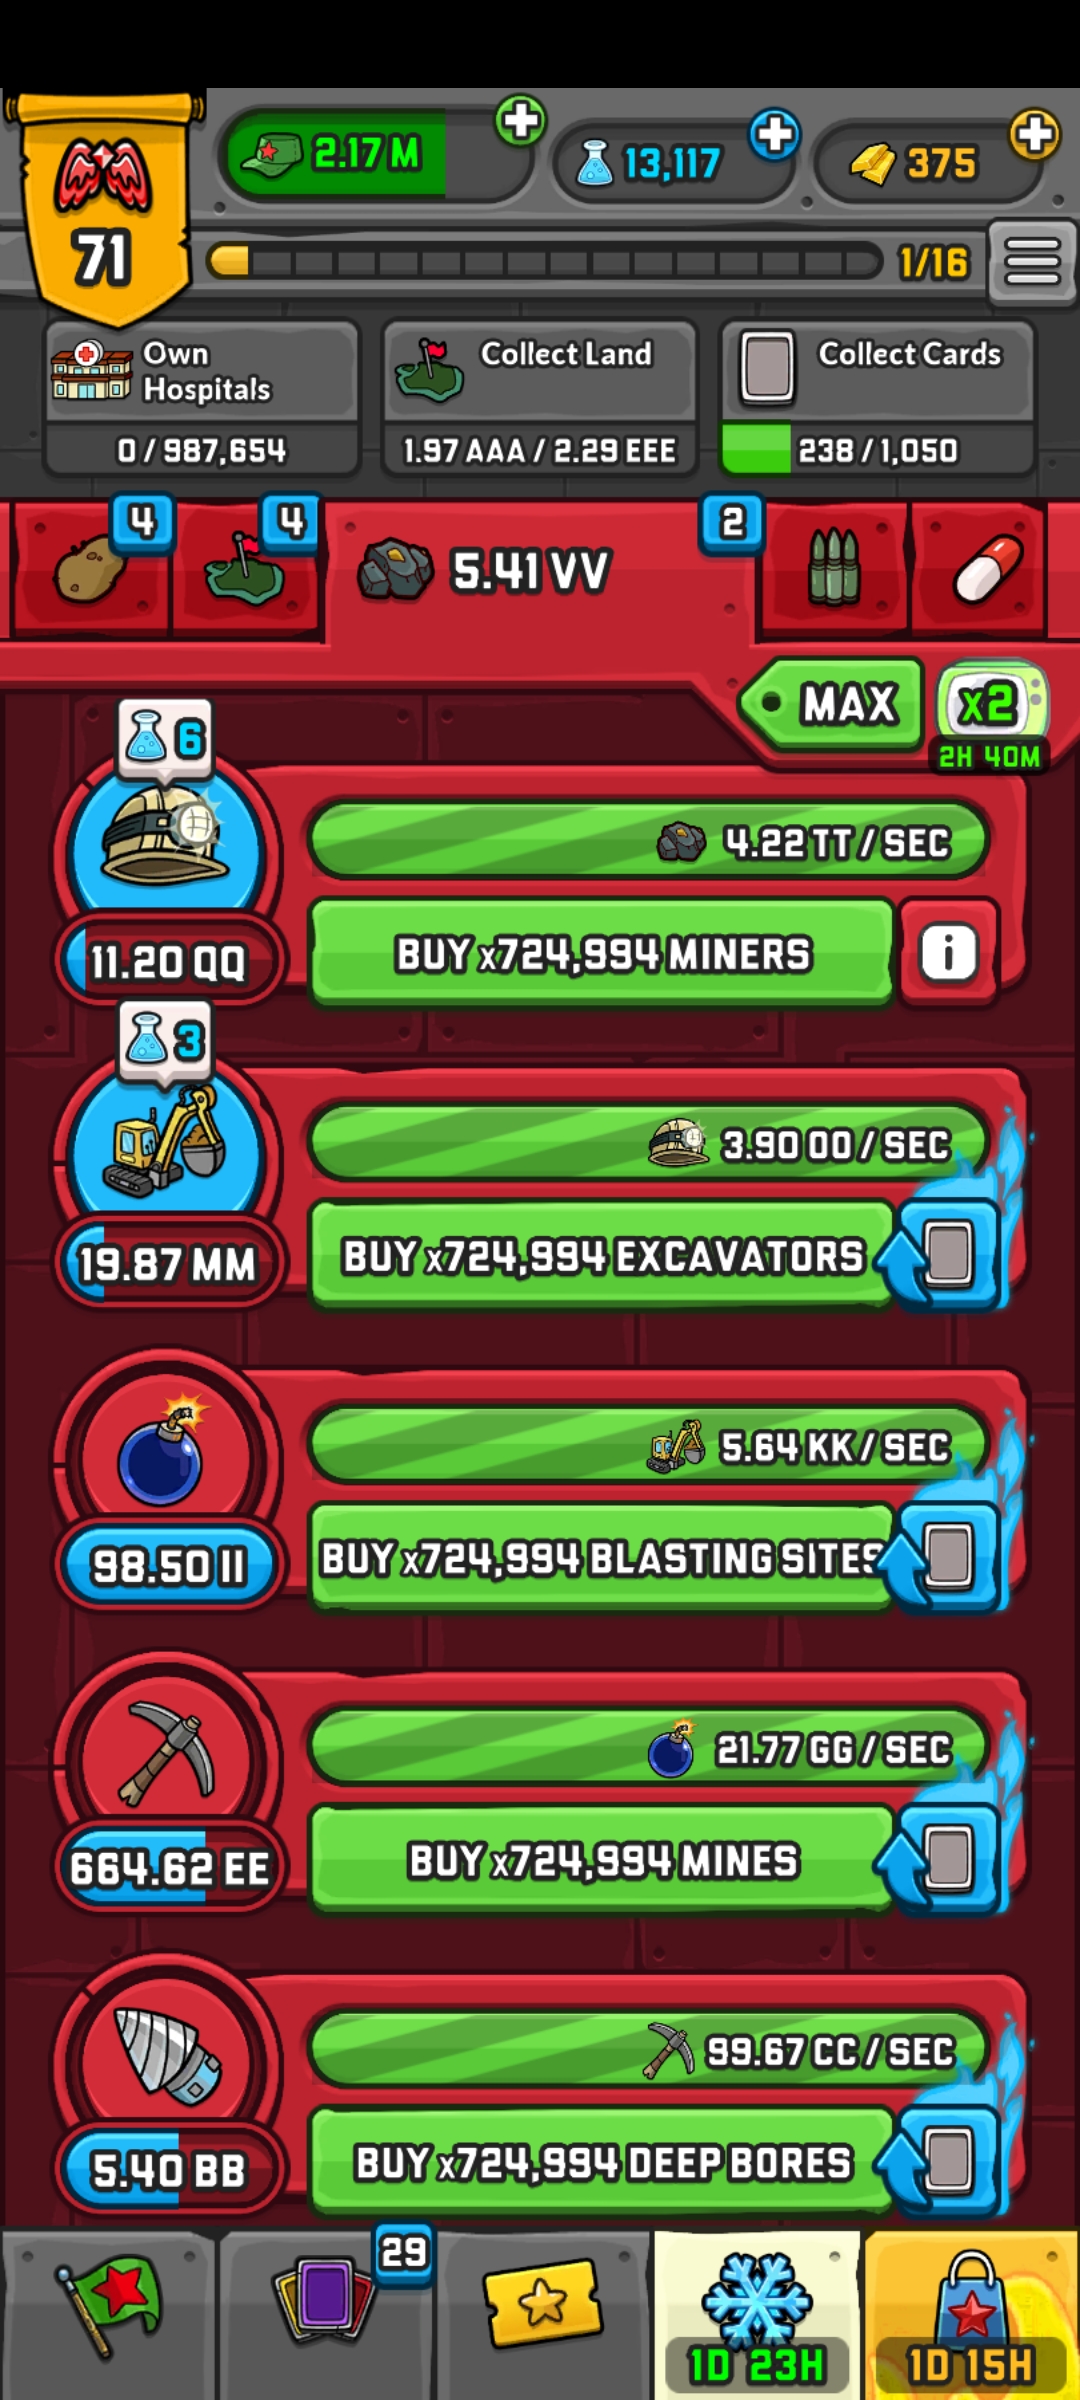 71
2.17 M
13,117
375
1/16
Own
Hospitals
0 / 987,654
Collect Land
1.97 AAA / 2.29 EEE
Collect Cards
238 / 1,050
4
4
5.41 VV
2
MAX
x2
2H 40M
6
4.22 TT / SEC
11.20 QQ
BUY x724,994 MINERS
i
3
3.90 OO / SEC
19.87 MM
BUY x724,994 EXCAVATORS
5.64 KK / SEC
98.50 II
BUY x724,994 BLASTING SITES
21.77 GG / SEC
664.62 EE
BUY x724,994 MINES
99.67 CC / SEC
5.40 BB
BUY x724,994 DEEP BORES
29
1D 23H
1D 15H